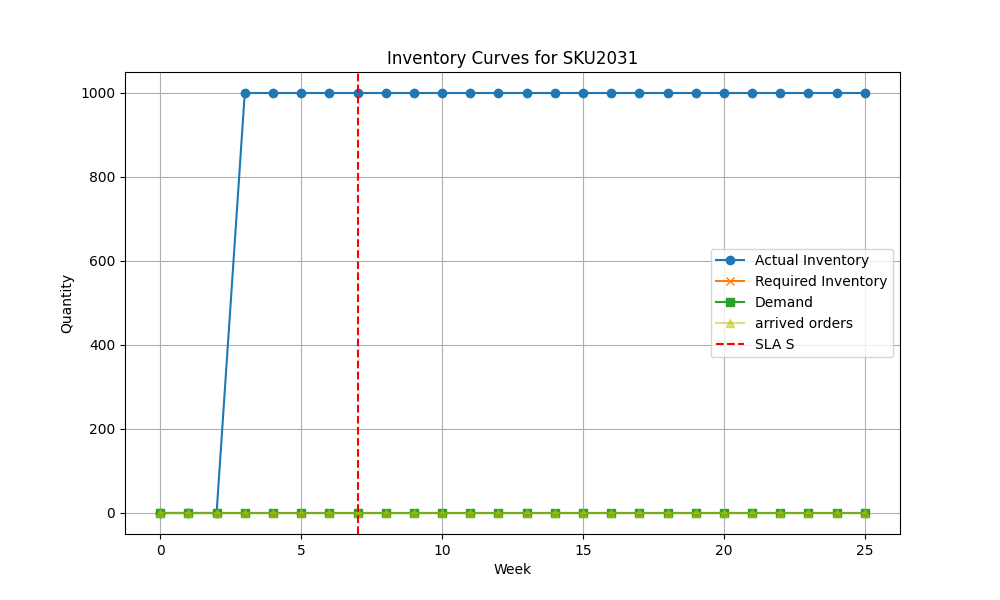 Inventory Curves for SKU2031
Quantity
1000
800
600
400
200
0
Actual Inventory
Required Inventory
Demand
arrived orders
SLA S
0 5 10 15 20 25
Week